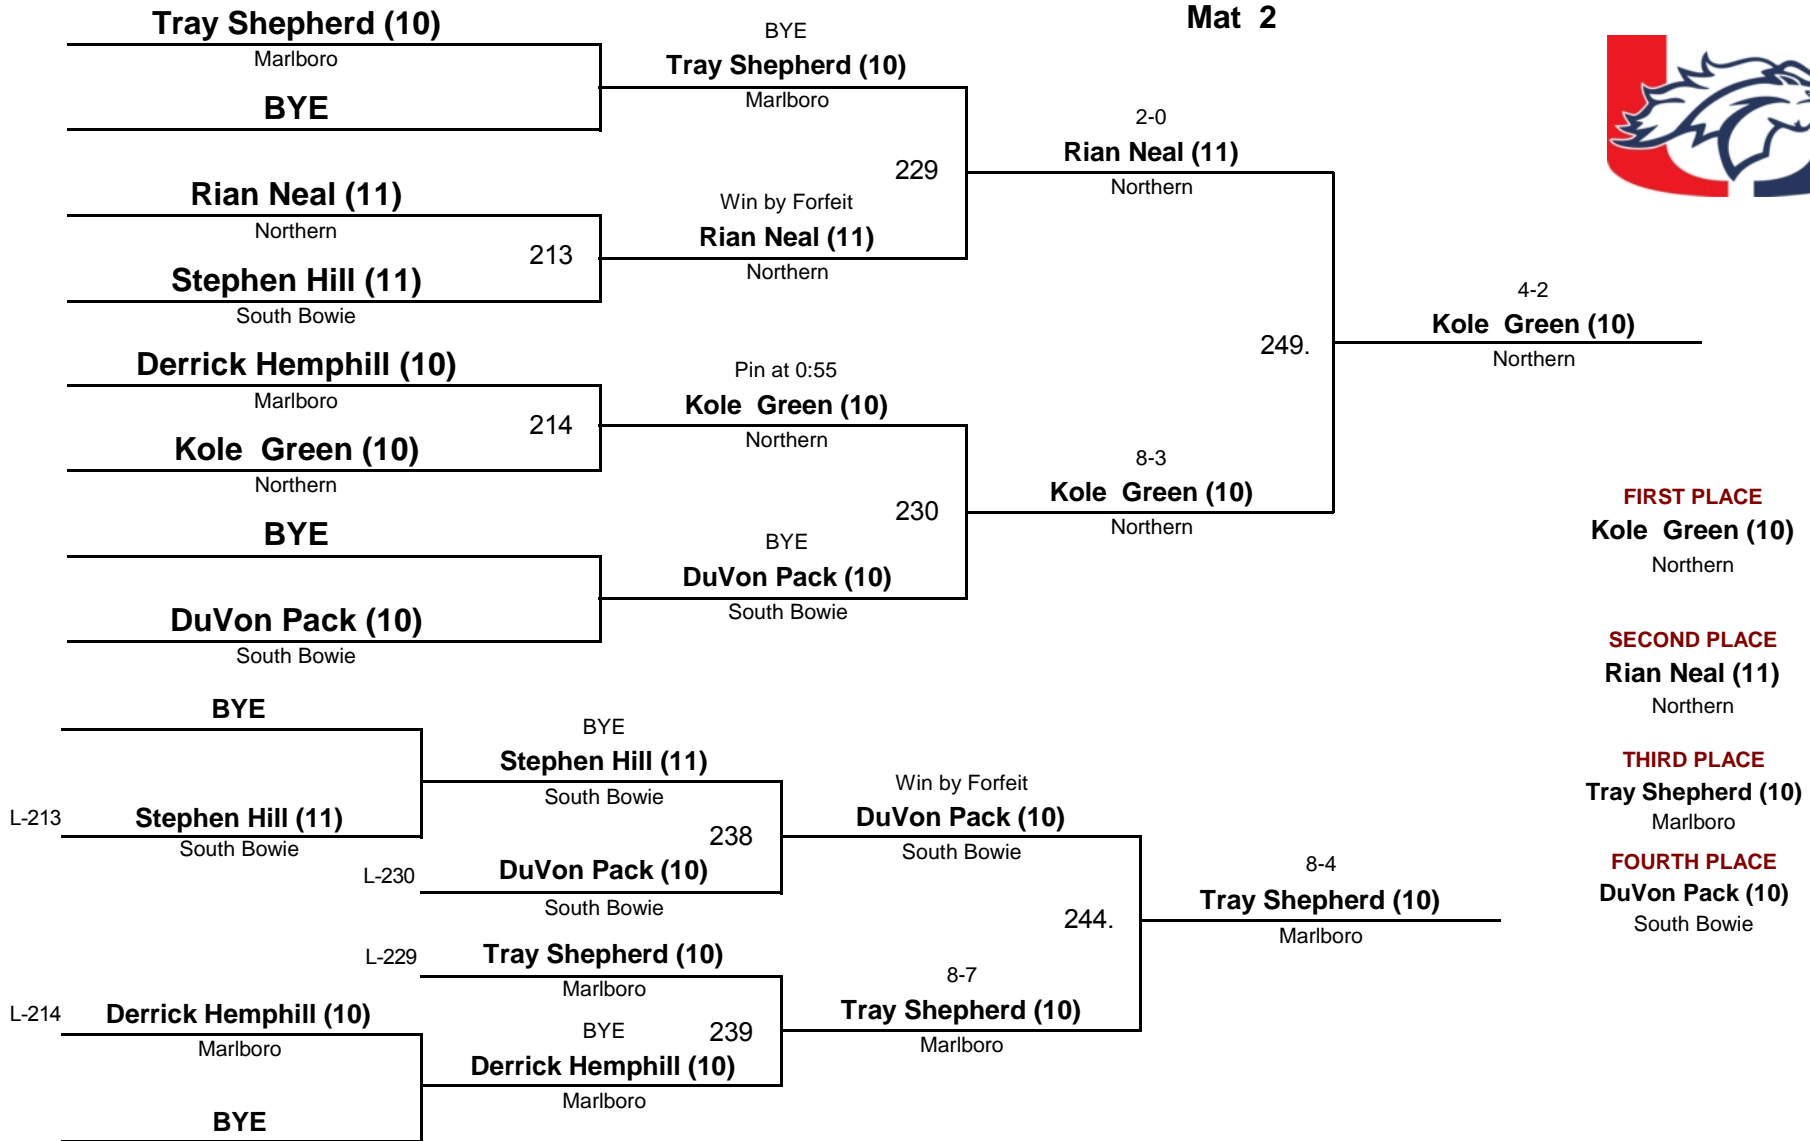 Mat 2
Tray Shepherd (10)
Marlboro
BYE
Rian Neal (11)
Northern
213
Stephen Hill (11)
South Bowie
Derrick Hemphill (10)
Marlboro
214
Kole Green (10)
Northern
BYE
DuVon Pack (10)
South Bowie
BYE
Tray Shepherd (10)
Marlboro
229
Win by Forfeit
Rian Neal (11)
Northern
Pin at 0:55
Kole Green (10)
Northern
230
BYE
DuVon Pack (10)
South Bowie
2-0
Rian Neal (11)
Northern
249.
8-3
Kole Green (10)
Northern
4-2
Kole Green (10)
Northern
BYE
L-213
Stephen Hill (11)
South Bowie
L-214
Derrick Hemphill (10)
Marlboro
BYE
BYE
Stephen Hill (11)
South Bowie
238
L-230
DuVon Pack (10)
South Bowie
L-229
Tray Shepherd (10)
Marlboro
239
BYE
Derrick Hemphill (10)
Marlboro
Win by Forfeit
DuVon Pack (10)
South Bowie
244.
8-7
Tray Shepherd (10)
Marlboro
8-4
Tray Shepherd (10)
Marlboro
FIRST PLACE
Kole Green (10)
Northern
SECOND PLACE
Rian Neal (11)
Northern
THIRD PLACE
Tray Shepherd (10)
Marlboro
FOURTH PLACE
DuVon Pack (10)
South Bowie